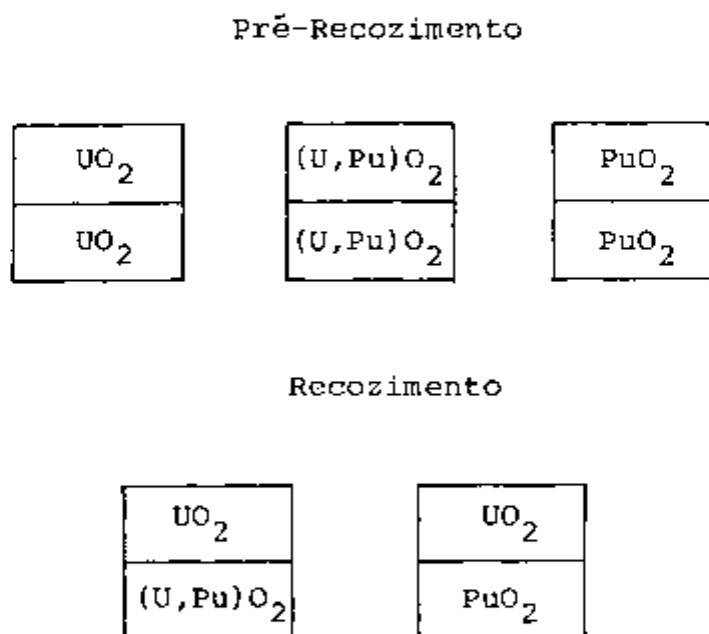 Pré-Recozimento
UO2 (U,Pu)O2 PuO2
UO2 (U,Pu)O2 PuO2
Recozimento
UO2 UO2
(U,Pu)O2 PuO2